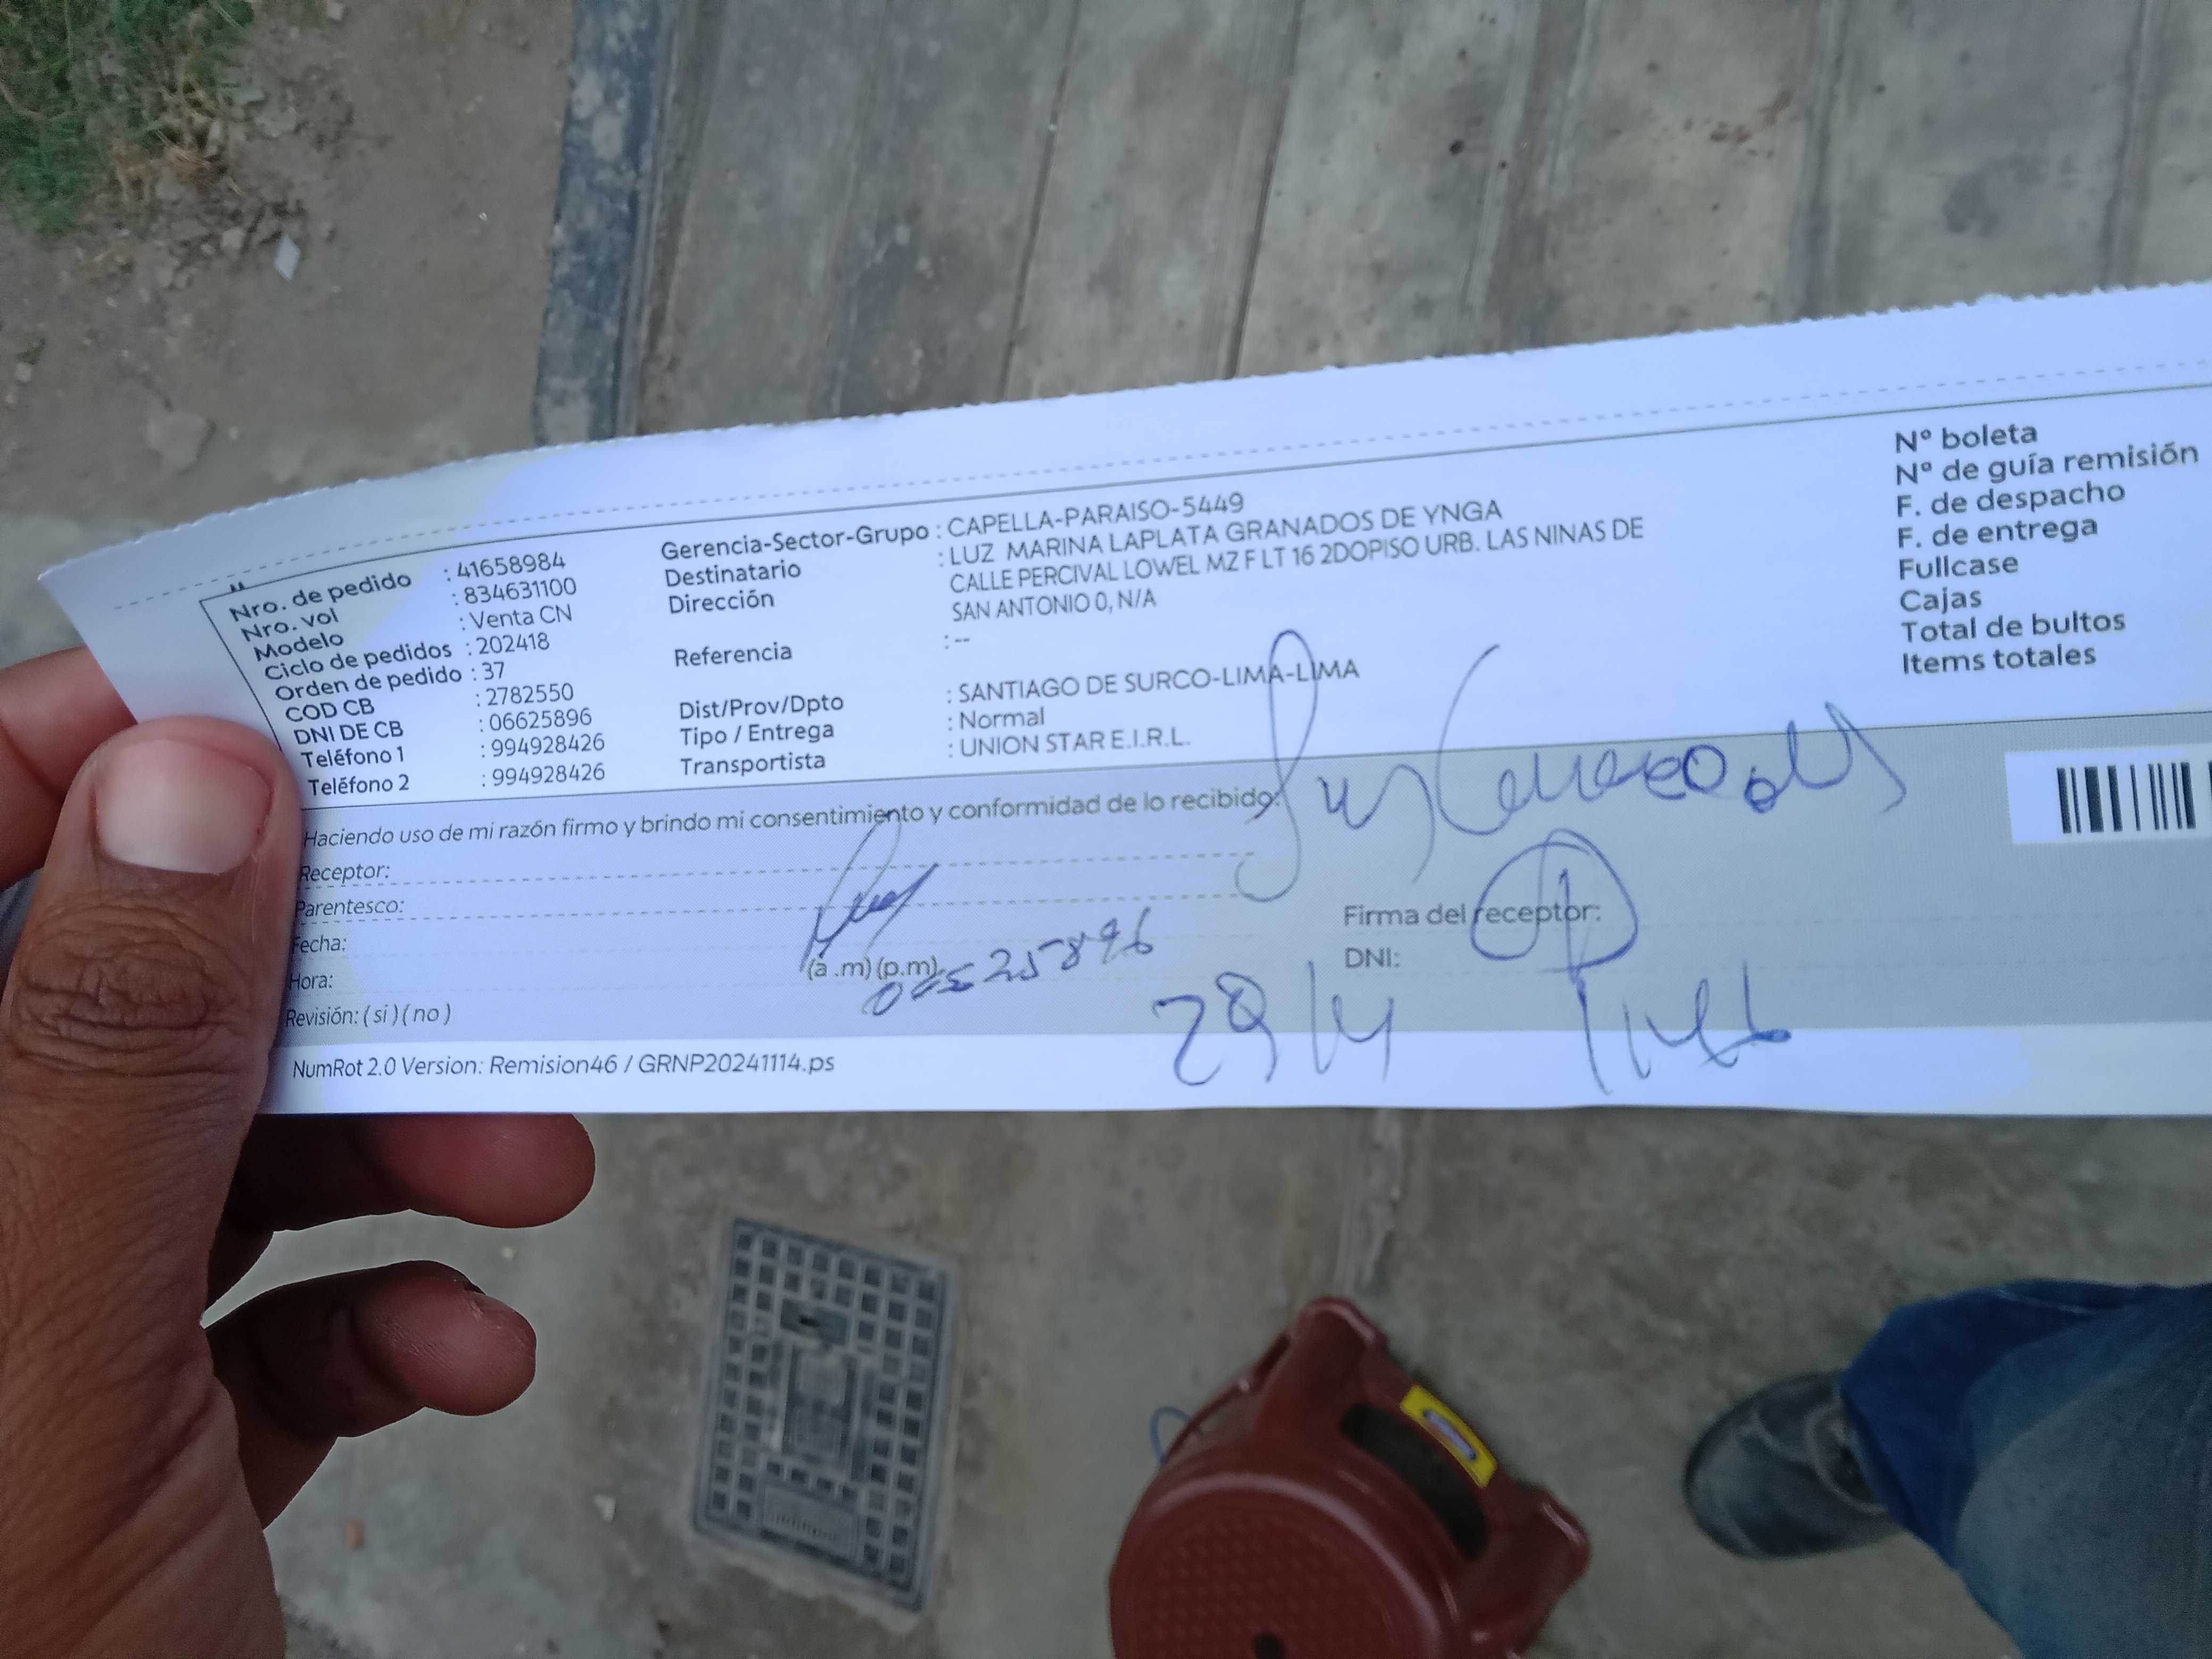 Nro. de pedido : 41658984
Nro. vol : 834631100
Modelo : Venta CN
Ciclo de pedidos : 202418
Orden de pedido : 37
COD CB : 2782550
DNI DE CB : 06625896
Teléfono 1 : 994928426
Teléfono 2 : 994928426
Gerencia-Sector-Grupo : CAPELLA-PARAISO-5449
Destinatario : LUZ MARINA LAPLATA GRANADOS DE YNGA
Dirección CALLE PERCIVAL LOWEL MZ F LT 16 2DOPISO URB. LAS NINAS DE
SAN ANTONIO 0, N/A
Referencia : --
Dist/Prov/Dpto : SANTIAGO DE SURCO-LIMA-LIMA
Tipo / Entrega : Normal
Transportista : UNION STAR E.I.R.L.
Nº boleta
Nº de guía remisión
F. de despacho
F. de entrega
Fullcase
Cajas
Total de bultos
Items totales
Haciendo uso de mi razón firmo y brindo mi consentimiento y conformidad de lo recibido:
Receptor:
Parentesco:
Fecha:
Hora: (a .m) (p.m)
Revisión: ( si ) ( no )
Firma del receptor:
DNI:
NumRot 2.0 Version: Remision46 / GRNP20241114.ps